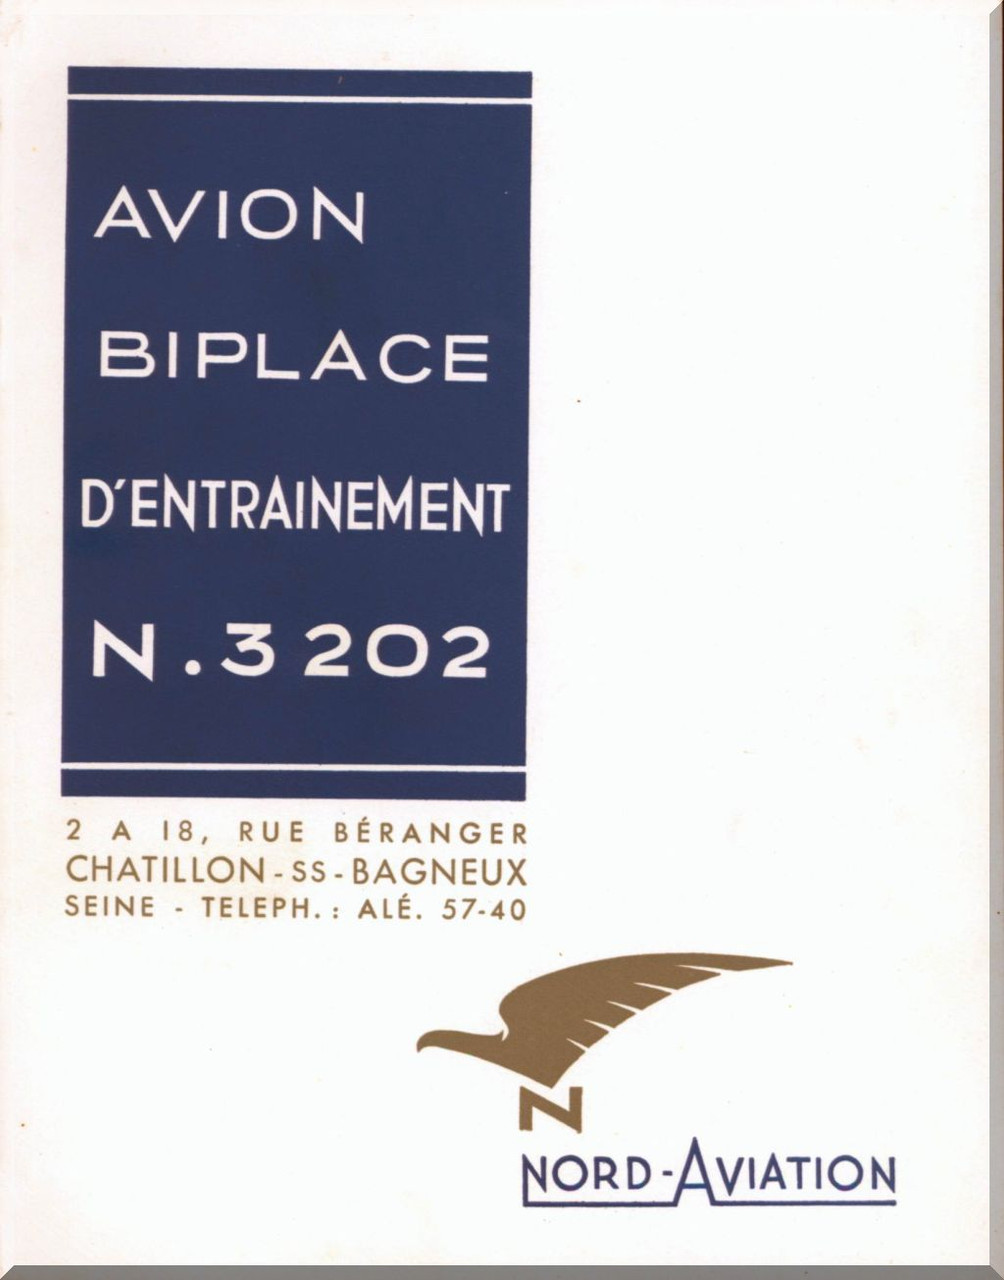 AVION
BIPLACE
D'ENTRAINEMENT
N.3202
2 A 18, RUE BÉRANGER
CHATILLON-SS-BAGNEUX
SEINE - TELEPH. : ALÉ. 57-40
N
NORD-AVIATION